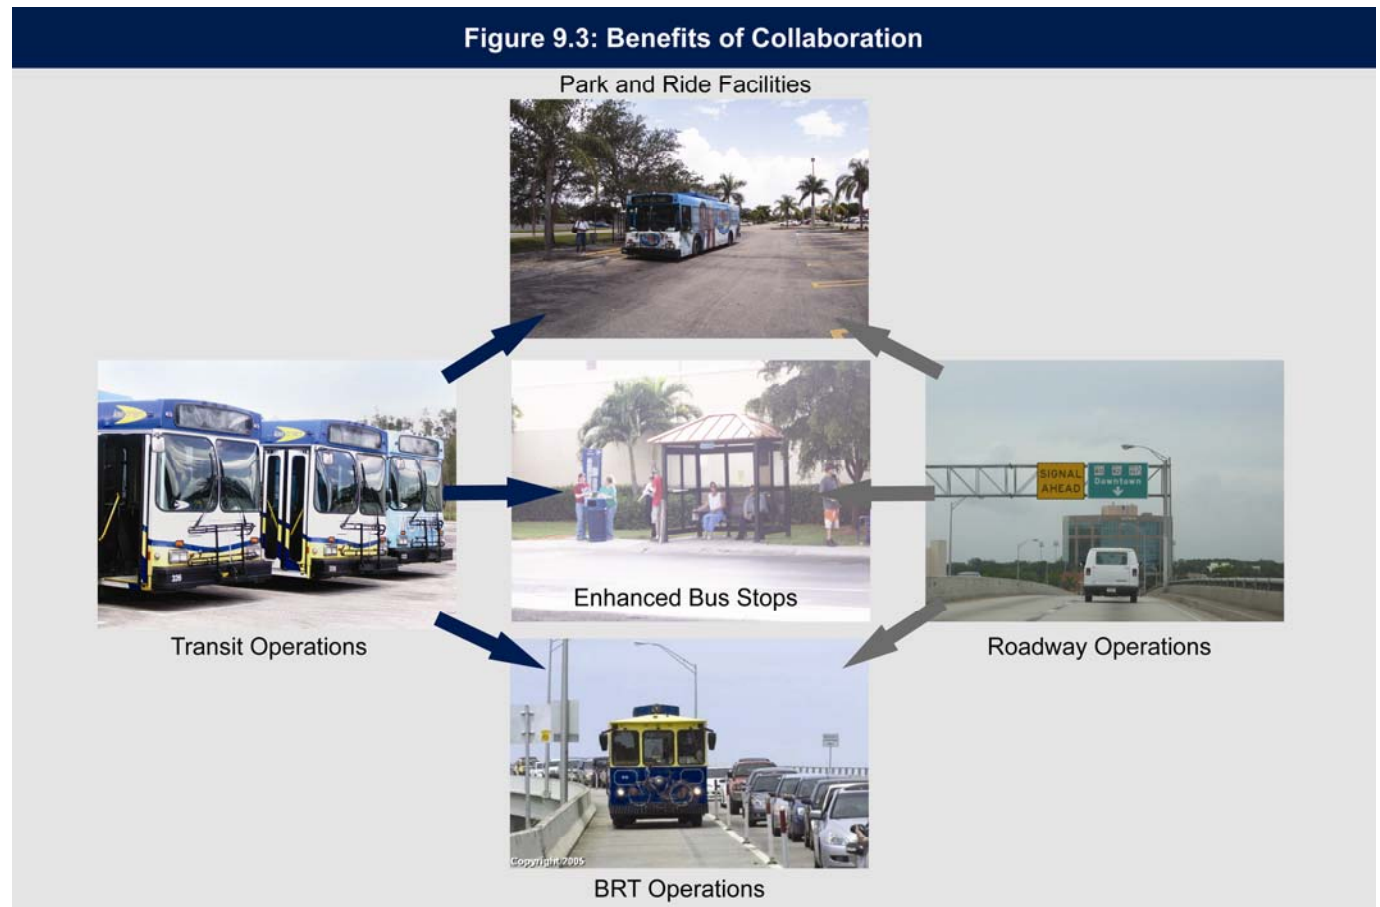 Figure 9.3: Benefits of Collaboration
Park and Ride Facilities
SIGNAL
AHEAD
Downtown
Enhanced Bus Stops
Transit Operations
Roadway Operations
Copyright 2005
BRT Operations